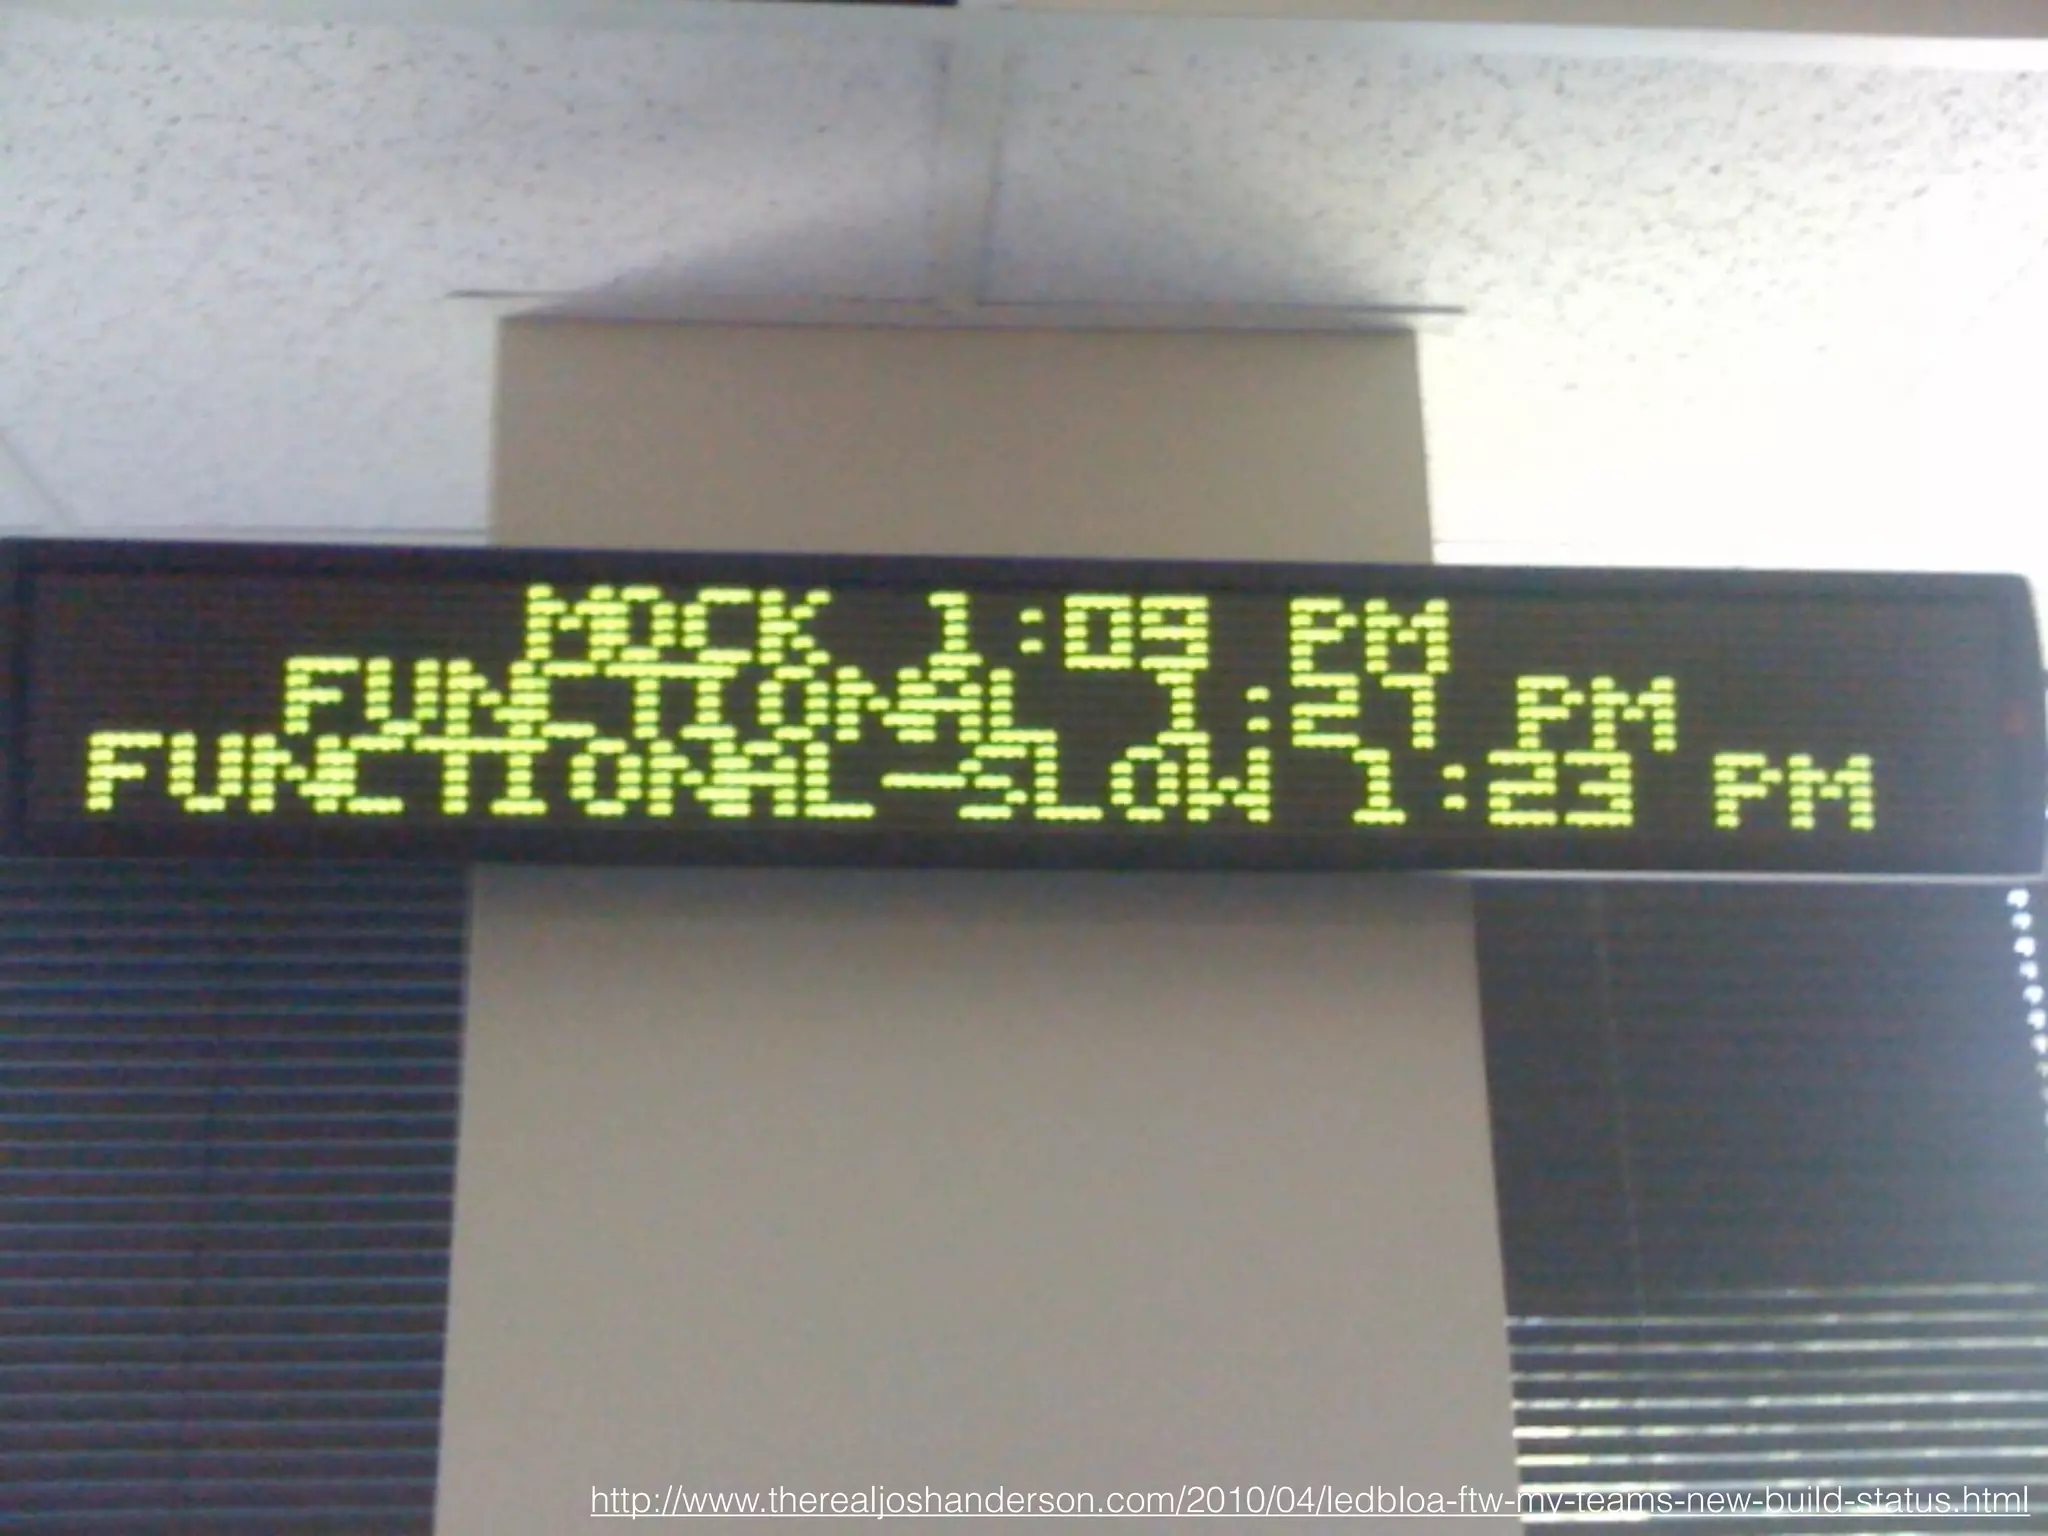 MOCK 1:09 PM
FUNCTIONAL 1:27 PM
FUNCTIONAL-SLOW 1:23 PM
http://www.therealjoshanderson.com/2010/04/ledbloa-ftw-my-teams-new-build-status.html